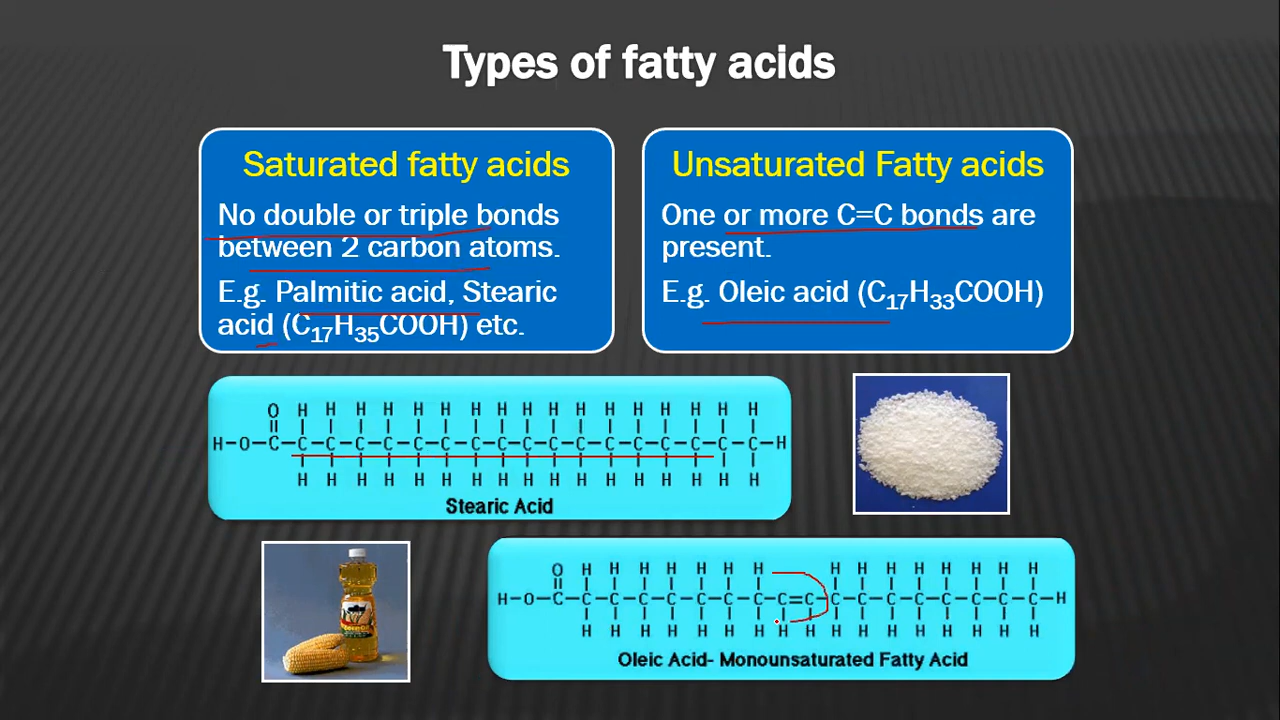 Types of fatty acids
Saturated fatty acids
No double or triple bonds
between 2 carbon atoms.
E.g. Palmitic acid, Stearic
acid (C₁₇H₃₅COOH) etc.
Unsaturated Fatty acids
One or more C=C bonds are
present.
E.g. Oleic acid (C₁₇H₃₃COOH)
O H H H H H H H H H H H H H H H H H
H–O–C–C–C–C–C–C–C–C–C–C–C–C–C–C–C–C–C–C–H
H H H H H H H H H H H H H H H H H
Stearic Acid
O H H H H H H H H H H H H H H H
H–O–C–C–C–C–C–C–C–C–C=C–C–C–C–C–C–C–C–C–H
H H H H H H H H H H H H H H H H H
Oleic Acid- Monounsaturated Fatty Acid